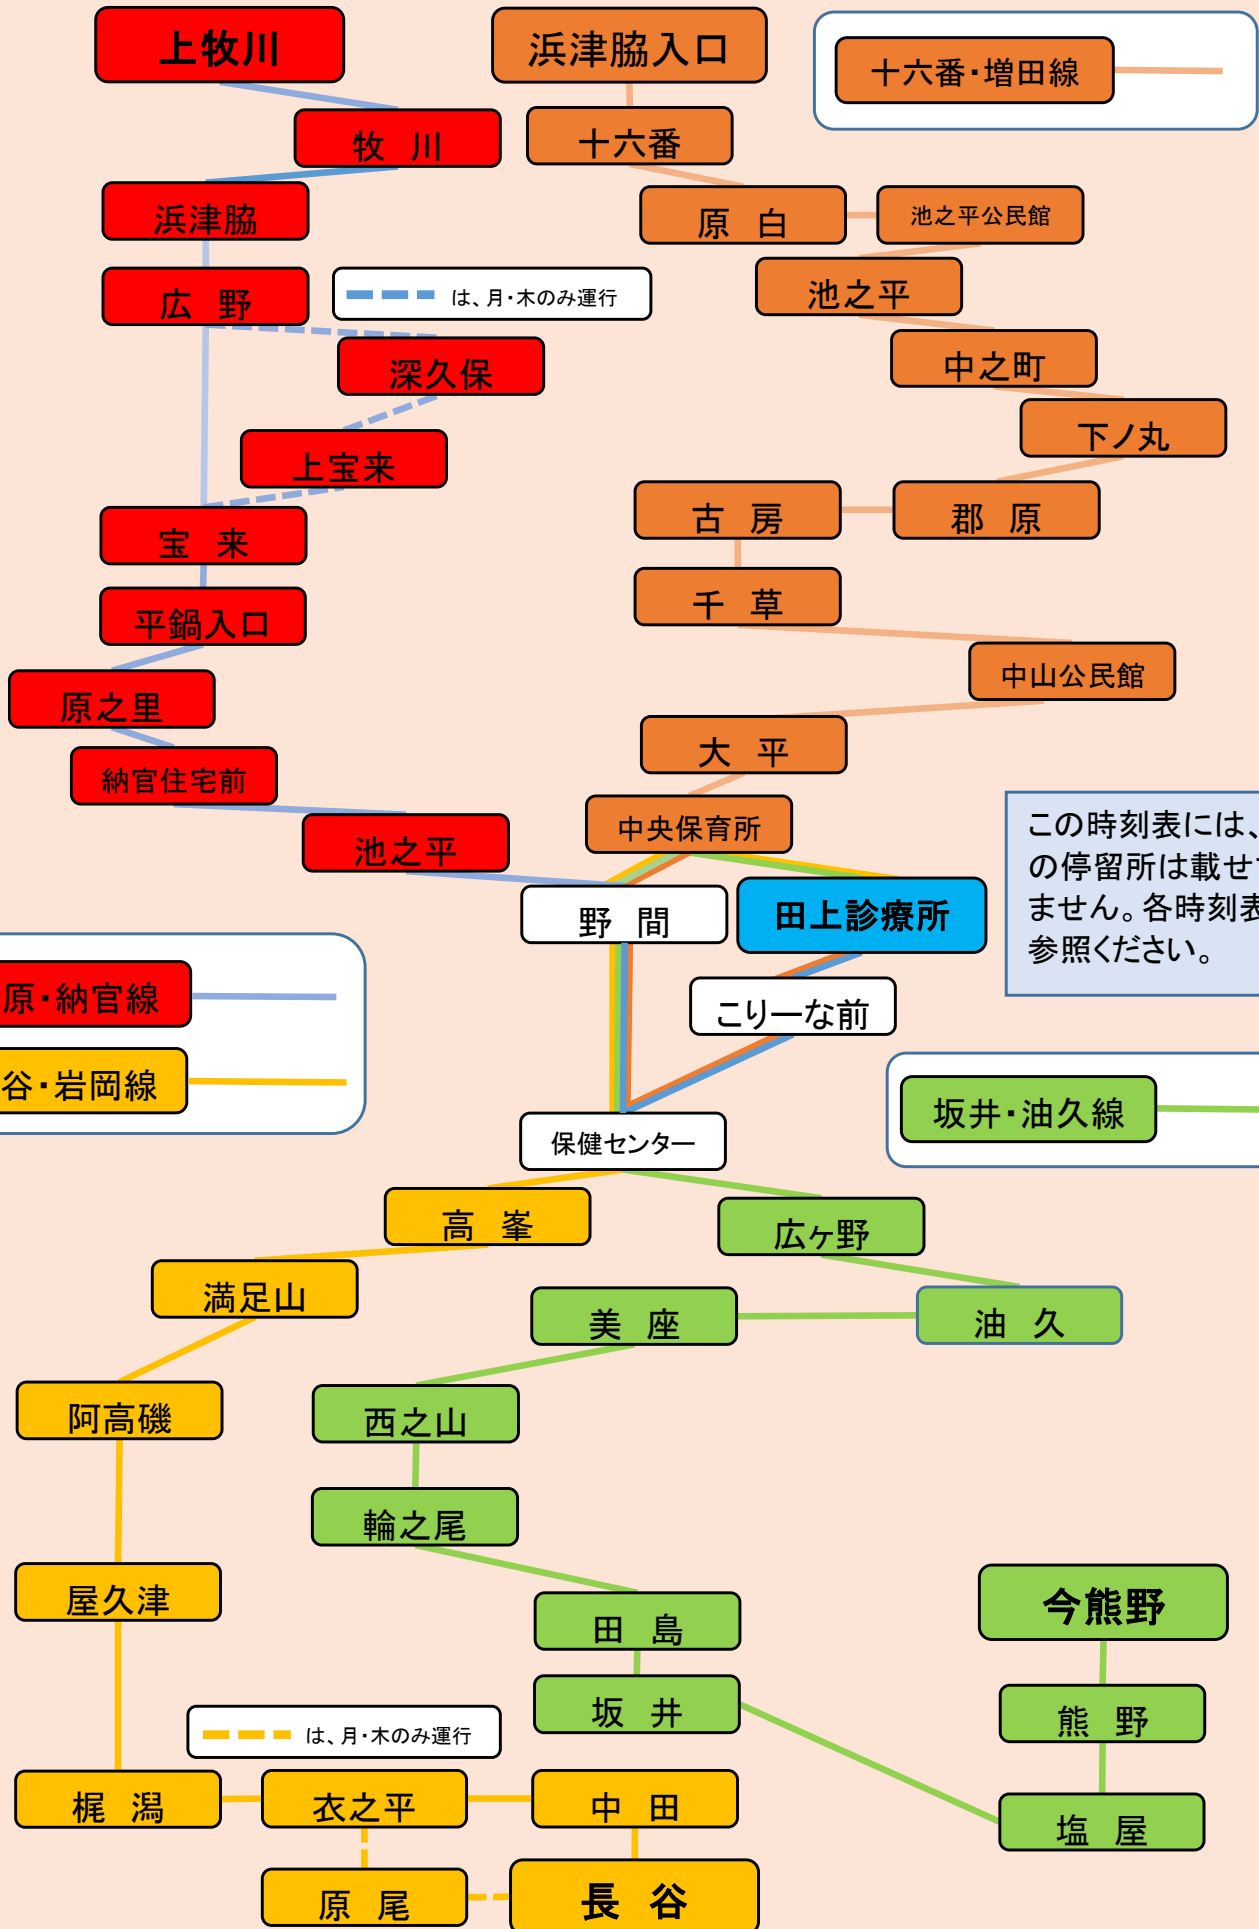 上牧川
浜津脇入口
十六番・増田線
牧　川
十六番
浜津脇
原　白
池之平公民館
広　野
は、月・木のみ運行
池之平
深久保
中之町
上宝来
下ノ丸
宝　来
古　房
郡　原
平鍋入口
千　草
原之里
中山公民館
納官住宅前
大　平
池之平
中央保育所
この時刻表には、
の停留所は載せ
ません。各時刻表
参照ください。
野　間
田上診療所
原・納官線
こりーな前
谷・岩岡線
坂井・油久線
保健センター
高　峯
広ヶ野
満足山
美　座
油　久
阿高磯
西之山
輪之尾
屋久津
田　島
今熊野
坂　井
熊　野
は、月・木のみ運行
梶　潟
衣之平
中　田
塩　屋
原　尾
長　谷